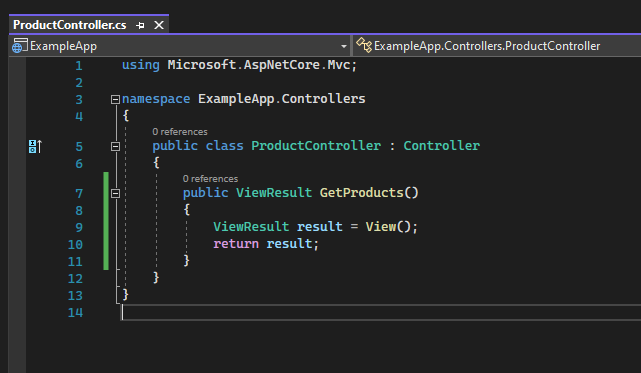 ProductController.cs
ExampleApp ExampleApp.Controllers.ProductController
1 using Microsoft.AspNetCore.Mvc;
2
3 namespace ExampleApp.Controllers
4 {
0 references
5 public class ProductController : Controller
6 {
0 references
7 public ViewResult GetProducts()
8 {
9 ViewResult result = View();
10 return result;
11 }
12 }
13 }
14